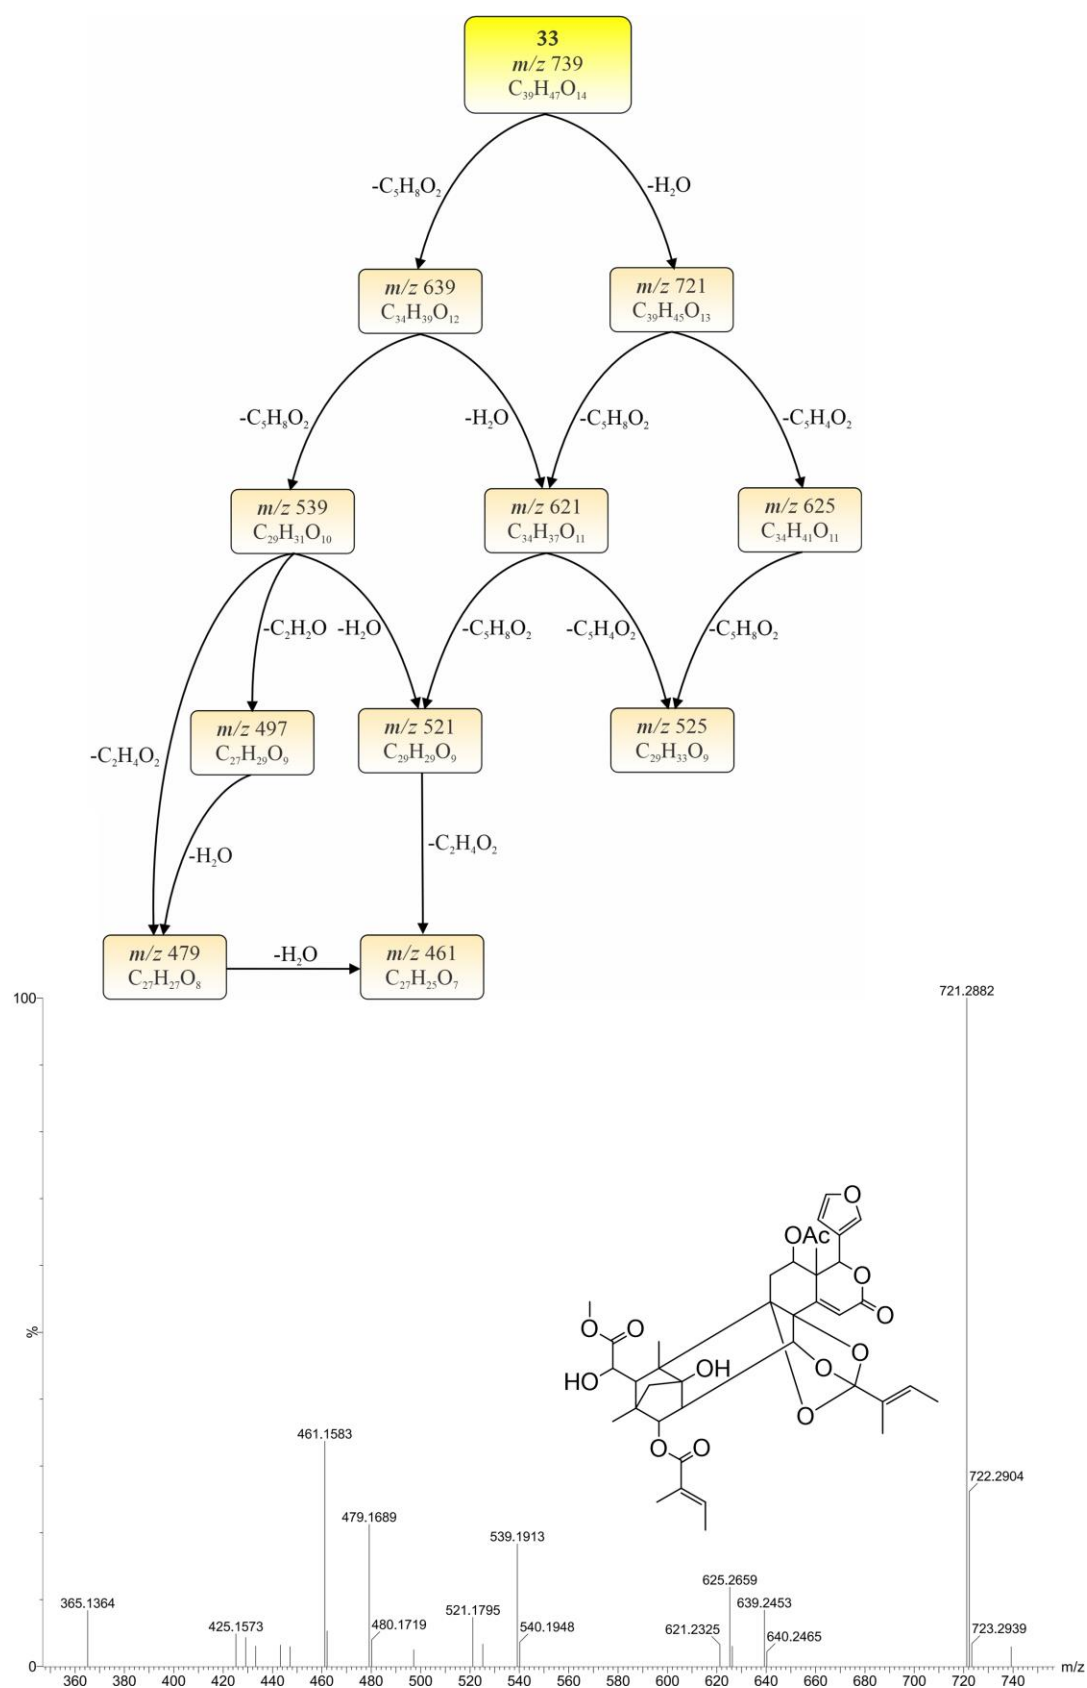 33
m/z 739
C₃₉H₄₇O₁₄
-C₅H₈O₂
-H₂O
m/z 639
C₃₄H₃₉O₁₂
m/z 721
C₃₉H₄₅O₁₃
-C₅H₈O₂
-H₂O
-C₅H₈O₂
-C₅H₄O₂
m/z 539
C₂₉H₃₁O₁₀
m/z 621
C₃₄H₃₇O₁₁
m/z 625
C₃₄H₄₁O₁₁
-C₂H₂O
-H₂O
-C₅H₈O₂
-C₅H₄O₂
-C₅H₈O₂
m/z 497
C₂₇H₂₉O₉
m/z 521
C₂₉H₂₉O₉
m/z 525
C₂₉H₃₃O₉
-C₂H₄O₂
-H₂O
-C₂H₄O₂
m/z 479
C₂₇H₂₇O₈
-H₂O
m/z 461
C₂₇H₂₅O₇
100
721.2882
O
OAc
O
O
O
O
HO
OH
O
O
O
O
O
%
461.1583
722.2904
479.1689
539.1913
625.2659
365.1364
639.2453
521.1795
425.1573
480.1719
540.1948
621.2325
640.2465
723.2939
0
m/z
360 380 400 420 440 460 480 500 520 540 560 580 600 620 640 660 680 700 720 740